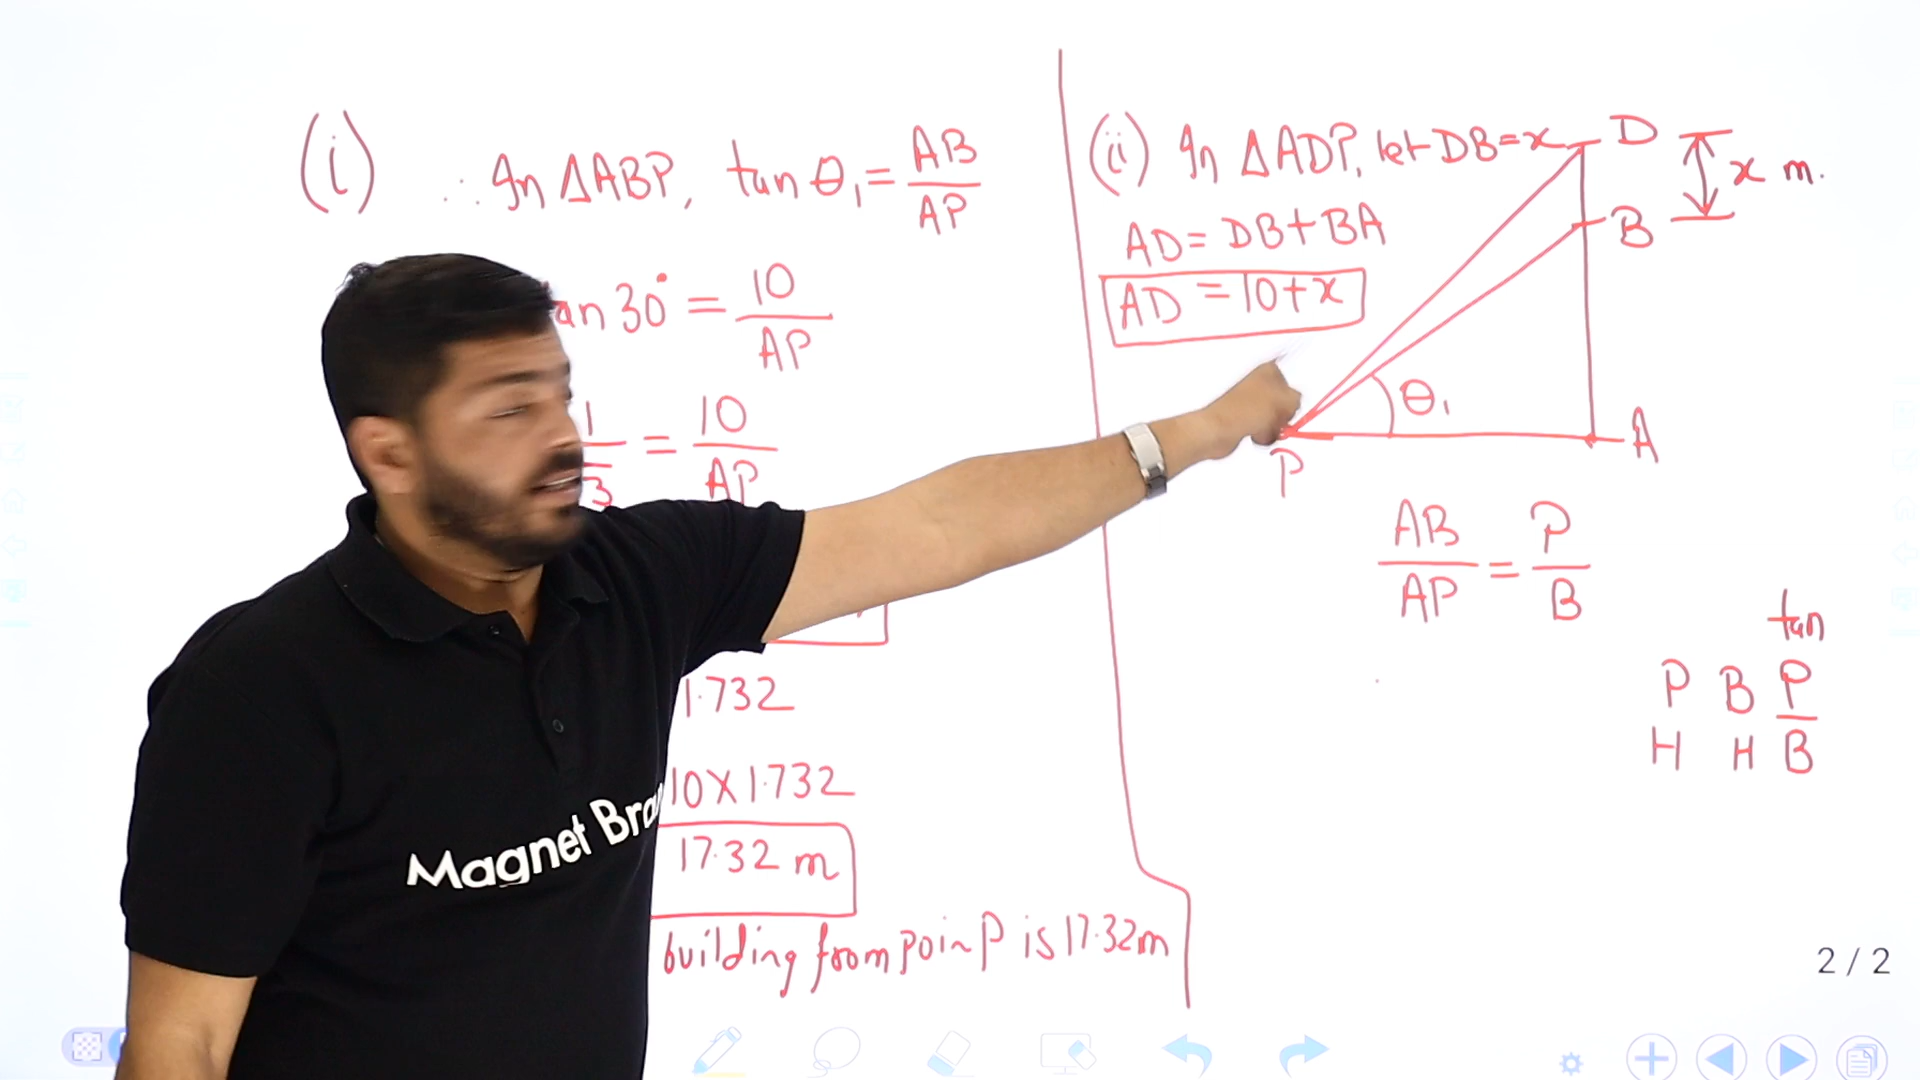 (i) ∴ In ΔABP, tan θ₁ = AB/AP
an 30° = 10/AP
1/3 = 10/AP
1.732
10 X 1.732
17.32 m
building from poin P is 17.32m
(ii) In ΔADP, let DB = x
AD = DB + BA
AD = 10 + x
D
x m.
B
θ₁
A
P
AB/AP = P/B
tan
P B P
H H B
Magnet Bra
2 / 2